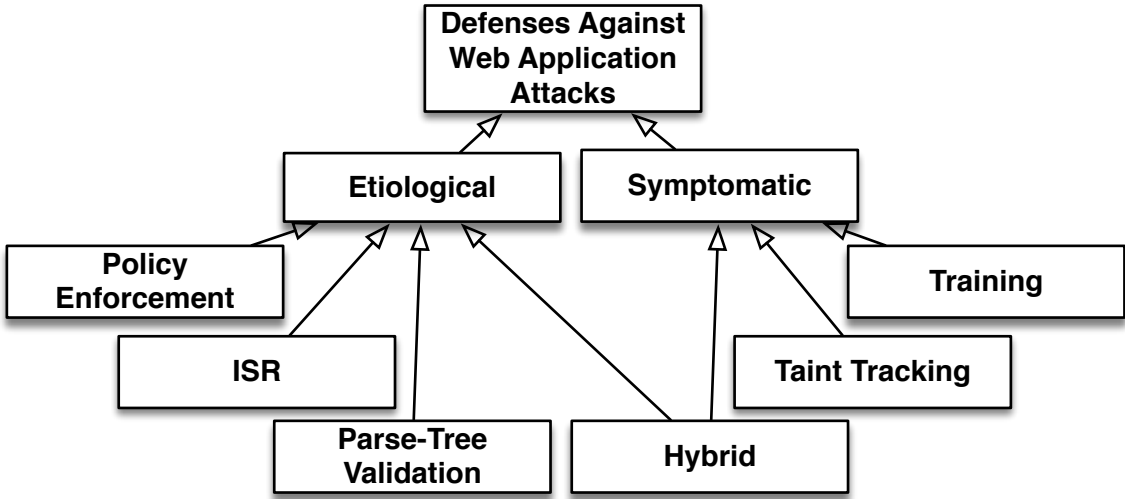 Defenses Against
Web Application
Attacks
Etiological
Symptomatic
Policy
Enforcement
Training
ISR
Taint Tracking
Parse-Tree
Validation
Hybrid